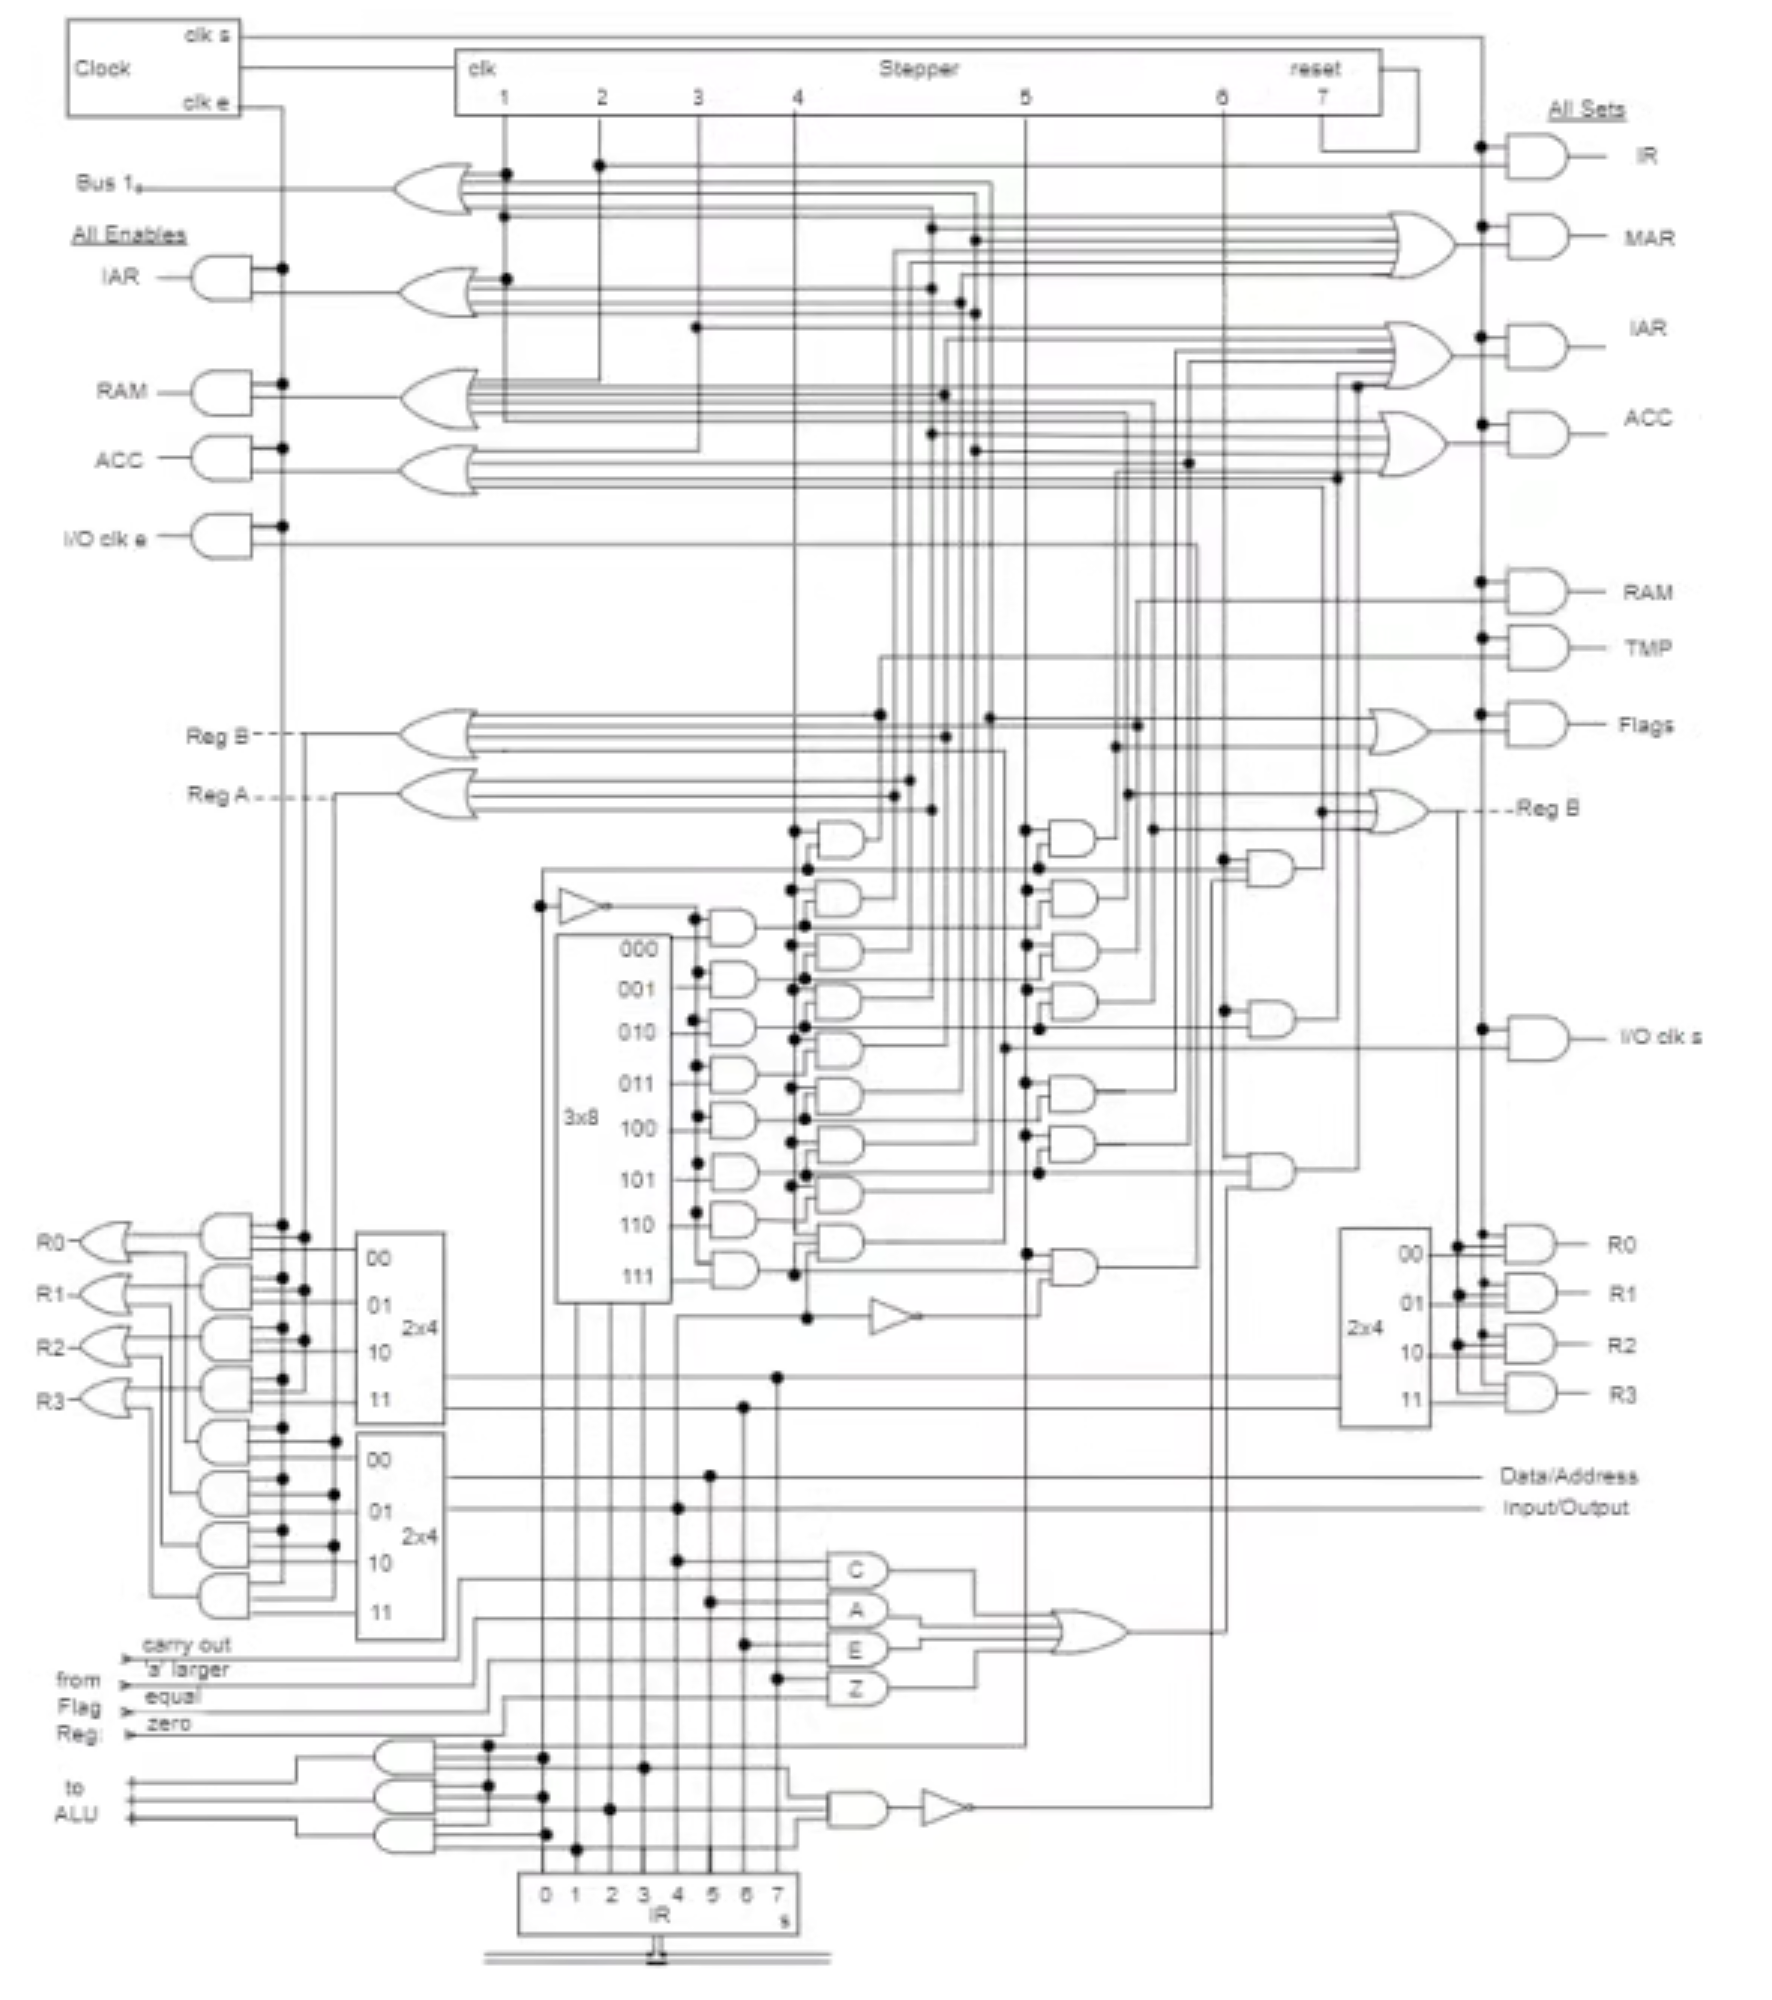 clk s
Clock
clk e
clk
Stepper
reset
1 2 3 4 5 6 7
All Sets
IR
Bus 1
All Enables
MAR
IAR
IAR
RAM
ACC
ACC
I/O clk e
RAM
TMP
Flags
Reg B
Reg A
Reg B
I/O clk s
3x8
000
001
010
011
100
101
110
111
R0
R1
R2
R3
2x4
00
01
10
11
2x4
00
01
10
11
2x4
00
01
10
11
R0
R1
R2
R3
Data/Address
Input/Output
C
A
E
Z
carry out
'a' larger
equal
zero
from
Flag
Reg:
to
ALU
0 1 2 3 4 5 6 7
IR
s